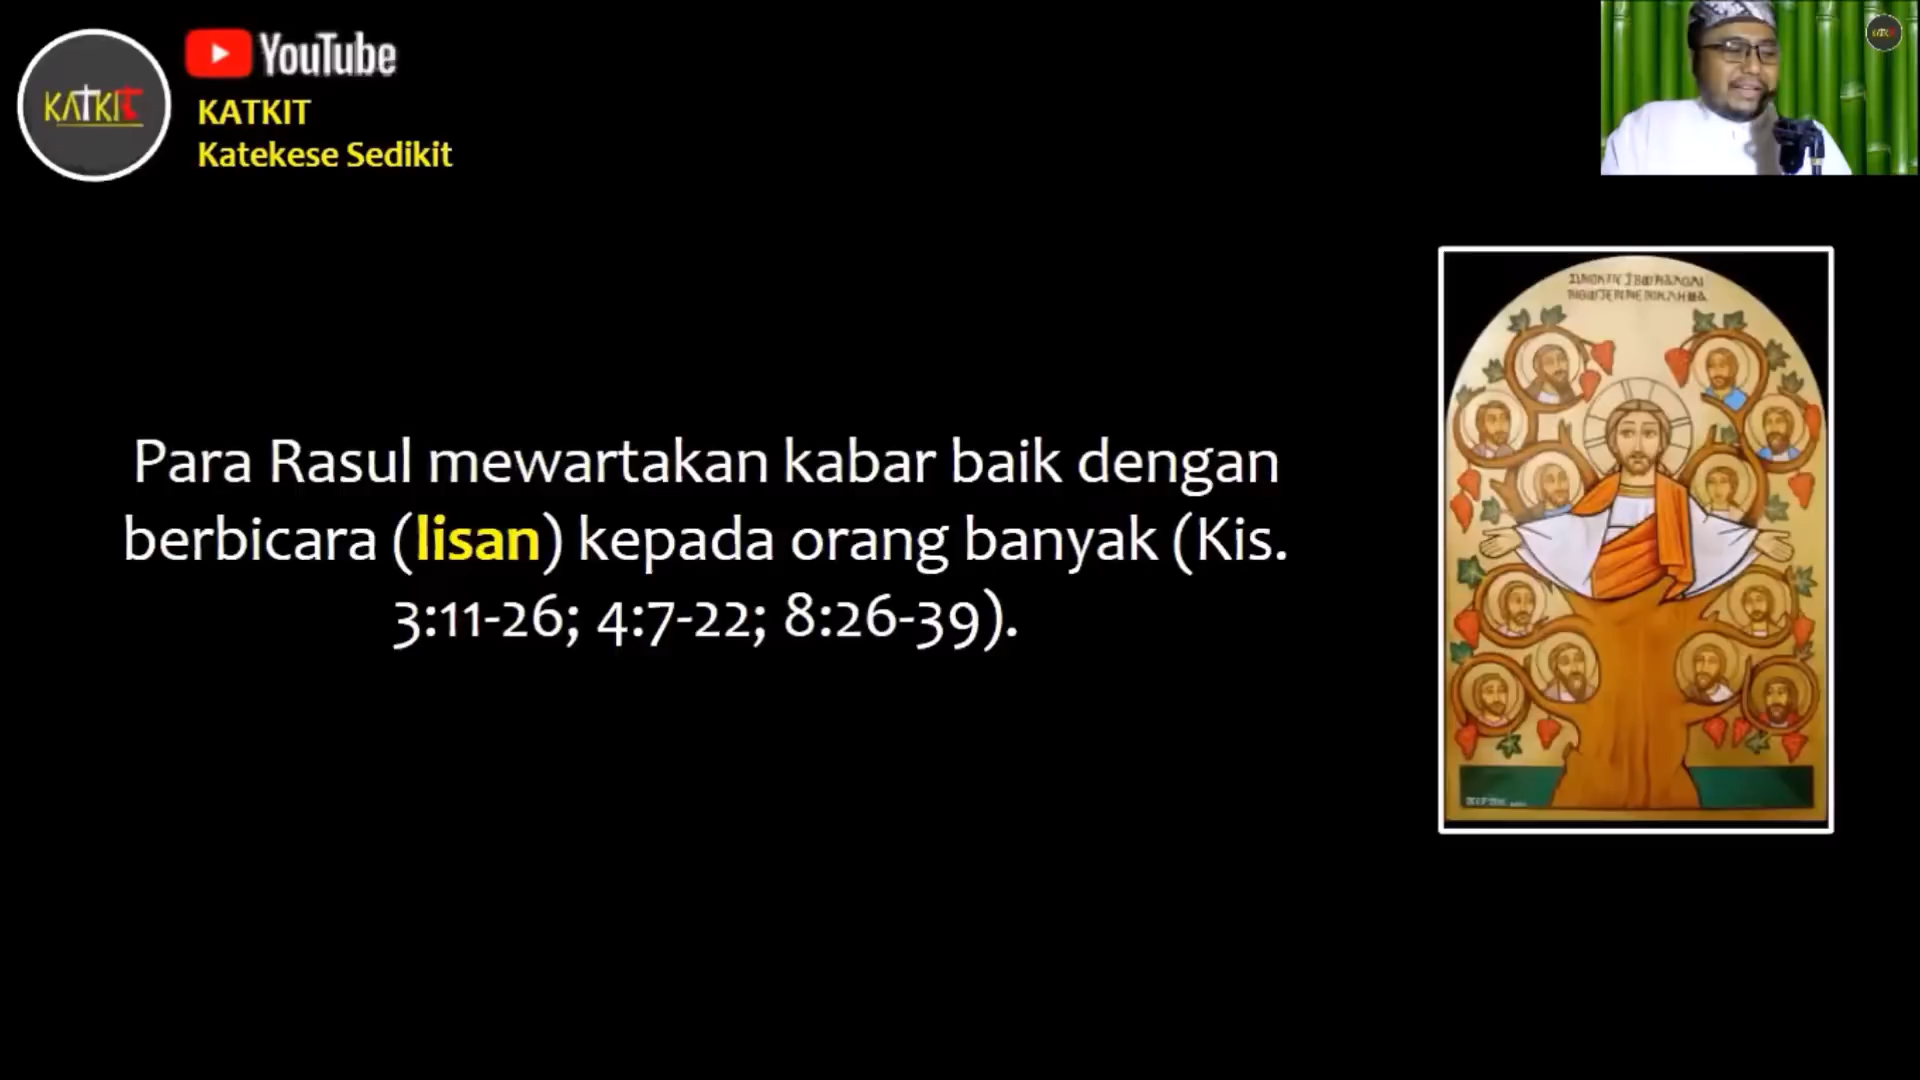 KATKIT
YouTube
KATKIT
Katekese Sedikit
Para Rasul mewartakan kabar baik dengan
berbicara (lisan) kepada orang banyak (Kis.
3:11-26; 4:7-22; 8:26-39).